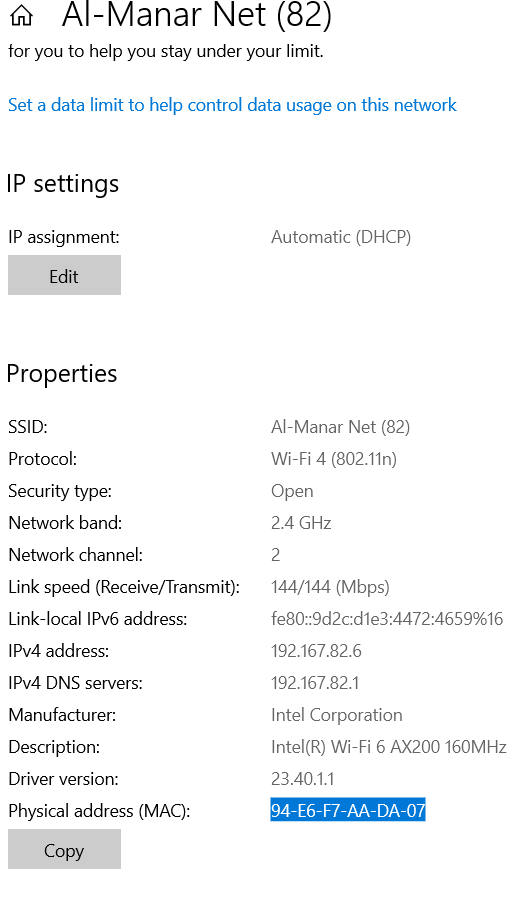 Al-Manar Net (82)
for you to help you stay under your limit.
Set a data limit to help control data usage on this network
IP settings
IP assignment: Automatic (DHCP)
Edit
Properties
SSID: Al-Manar Net (82)
Protocol: Wi-Fi 4 (802.11n)
Security type: Open
Network band: 2.4 GHz
Network channel: 2
Link speed (Receive/Transmit): 144/144 (Mbps)
Link-local IPv6 address: fe80::9d2c:d1e3:4472:4659%16
IPv4 address: 192.167.82.6
IPv4 DNS servers: 192.167.82.1
Manufacturer: Intel Corporation
Description: Intel(R) Wi-Fi 6 AX200 160MHz
Driver version: 23.40.1.1
Physical address (MAC): 94-E6-F7-AA-DA-07
Copy